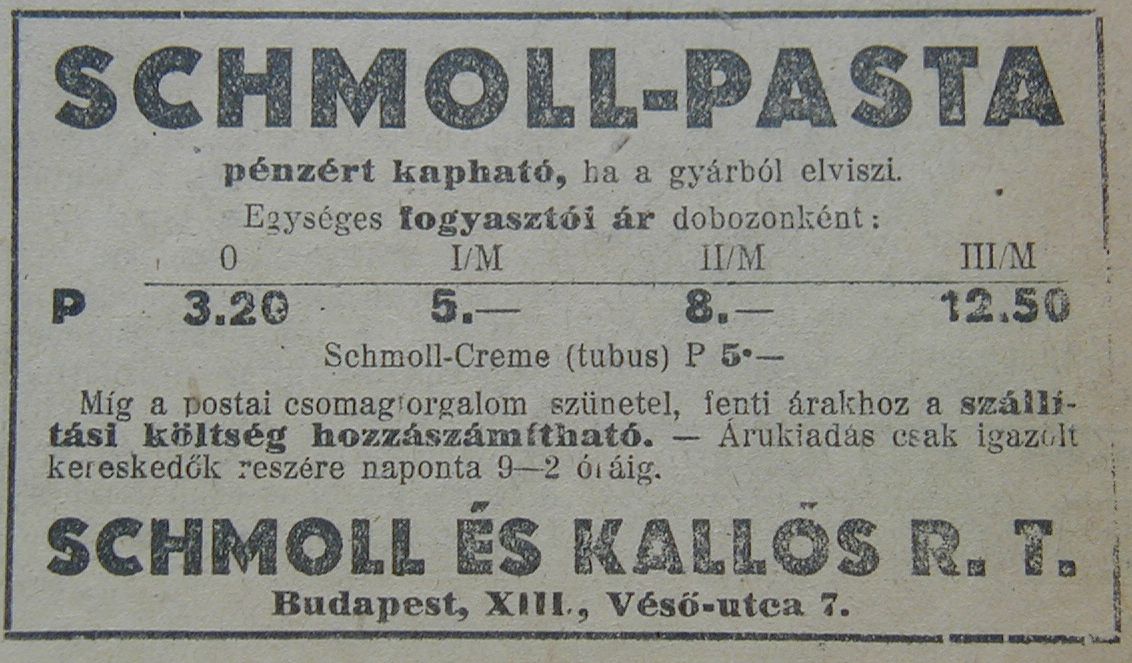 SCHMOLL-PASTA
pénzért kapható, ha a gyárból elviszi.
Egységes fogyasztói ár dobozonként:
0 I/M II/M III/M
P 3.20 5.— 8.— 12.50
Schmoll-Creme (tubus) P 5·—
Míg a postai csomagforgalom szünetel, fenti árakhoz a szállí-
tási költség hozzászámítható. — Árukiadás csak igazolt
kereskedők reszére naponta 9—2 óráig.
SCHMOLL ÉS KALLÓS R. T.
Budapest, XIII., Véső-utca 7.